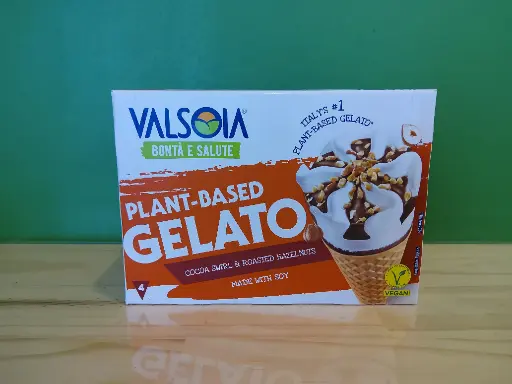 VALSOIA
BONTÀ E SALUTE
ITALY'S #1
PLANT-BASED GELATO*
PLANT-BASED
GELATO
COCOA SWIRL & ROASTED HAZELNUTS
MADE WITH SOY
4
VEGAN